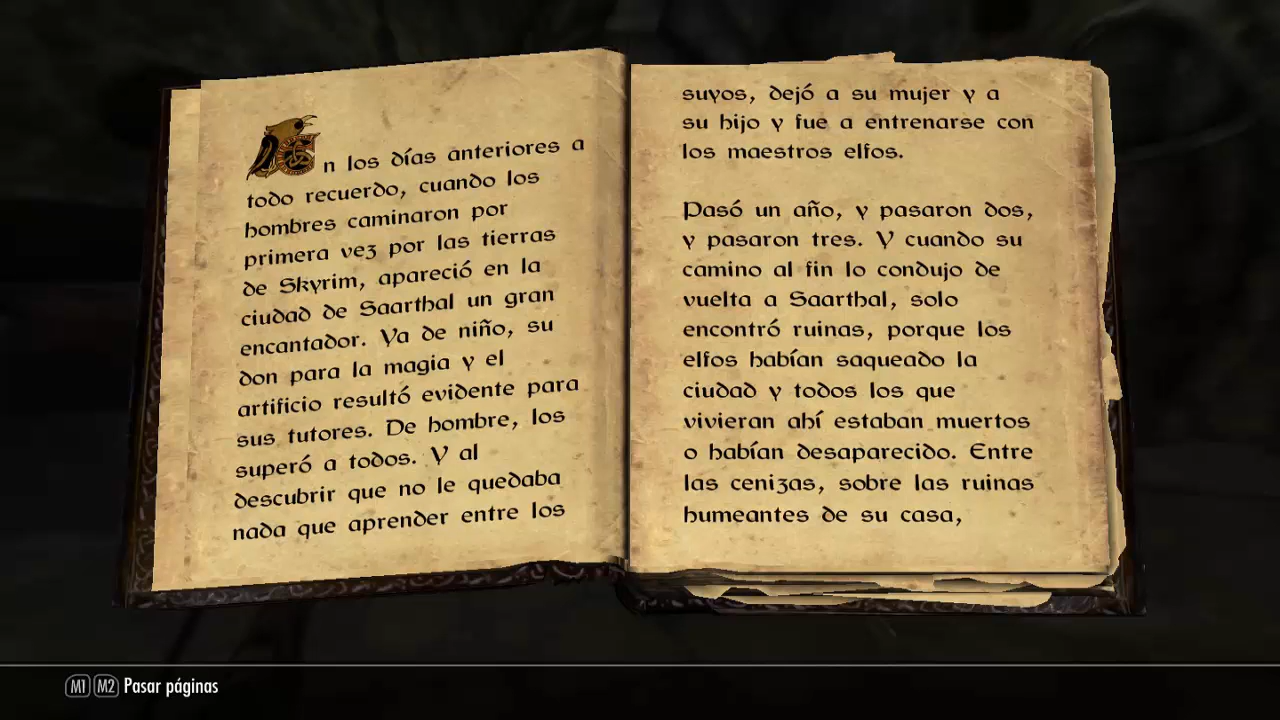 En los días anteriores a
todo recuerdo, cuando los
hombres caminaron por
primera vez por las tierras
de Skyrim, apareció en la
ciudad de Saarthal un gran
encantador. Ya de niño, su
don para la magia y el
artificio resultó evidente para
sus tutores. De hombre, los
superó a todos. Y al
descubrir que no le quedaba
nada que aprender entre los
suyos, dejó a su mujer y a
su hijo y fue a entrenarse con
los maestros elfos.
Pasó un año, y pasaron dos,
y pasaron tres. Y cuando su
camino al fin lo condujo de
vuelta a Saarthal, solo
encontró ruinas, porque los
elfos habían saqueado la
ciudad y todos los que
vivieran ahí estaban muertos
o habían desaparecido. Entre
las cenizas, sobre las ruinas
humeantes de su casa,
M1 M2 Pasar páginas